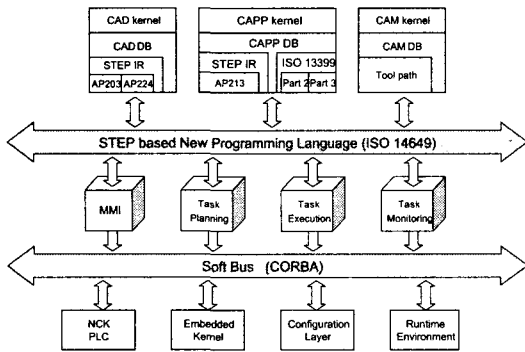 CAD kernel
CAD DB
STEP IR
AP203 AP224
CAPP kernel
CAPP DB
STEP IR
AP213
ISO 13399
Part 2 Part 3
CAM kernel
CAM DB
Tool path
STEP based New Programming Language (ISO 14649)
MMI
Task
Planning
Task
Execution
Task
Monitoring
Soft Bus (CORBA)
NCK
PLC
Embedded
Kernel
Configuration
Layer
Runtime
Environment